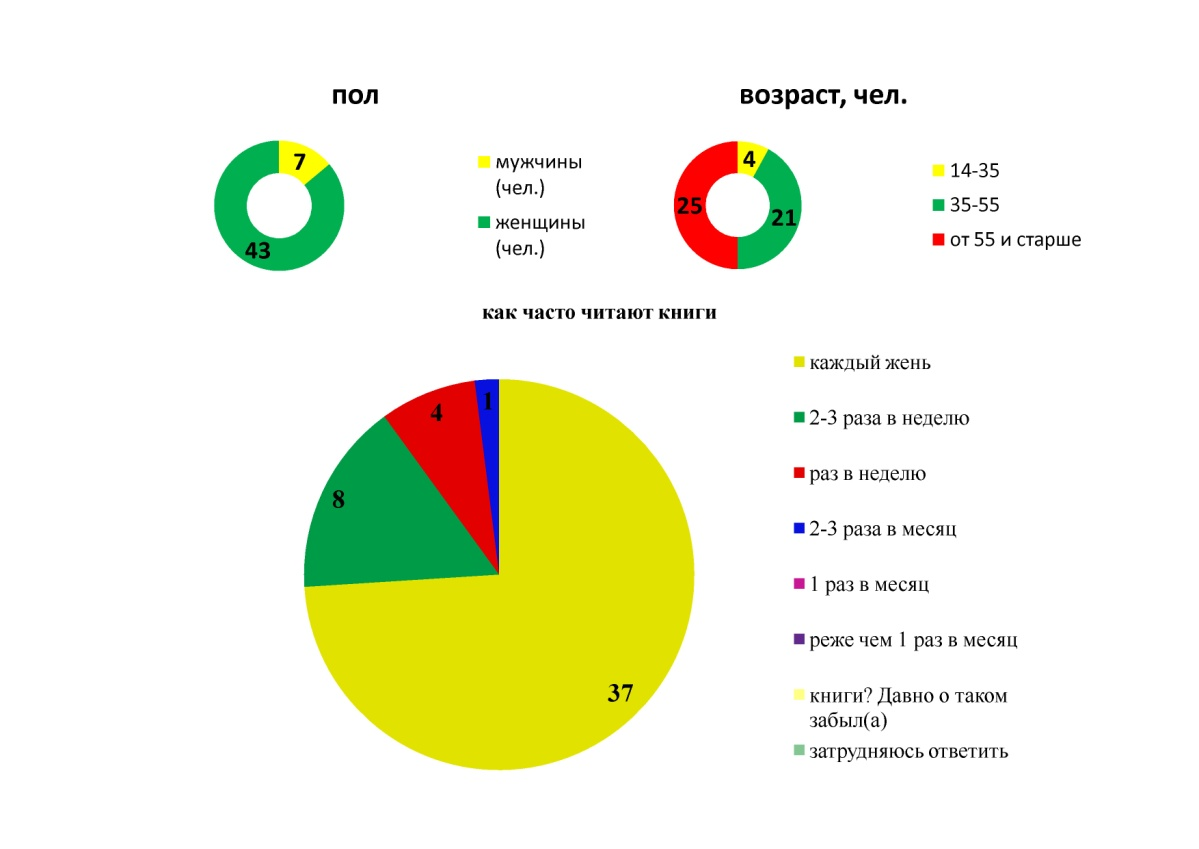 пол
возраст, чел.
7
43
мужчины
(чел.)
женщины
(чел.)
4
21
25
14-35
35-55
от 55 и старше
как часто читают книги
1
4
8
37
каждый жень
2-3 раза в неделю
раз в неделю
2-3 раза в месяц
1 раз в месяц
реже чем 1 раз в месяц
книги? Давно о таком
забыл(а)
затрудняюсь ответить